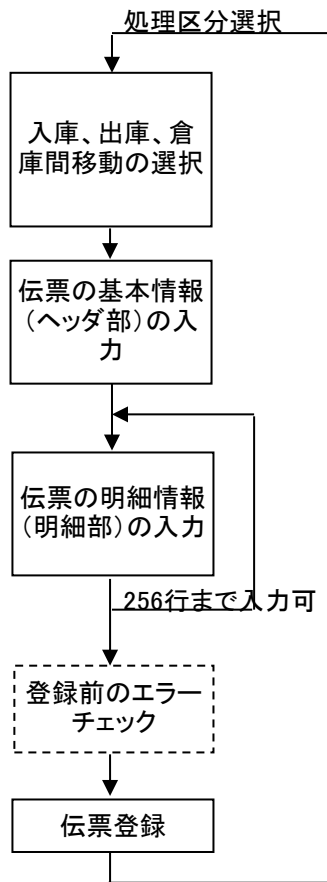 処理区分選択
入庫、出庫、倉
庫間移動の選択
伝票の基本情報
（ヘッダ部）の入
力
伝票の明細情報
（明細部）の入力
256行まで入力可
登録前のエラー
チェック
伝票登録